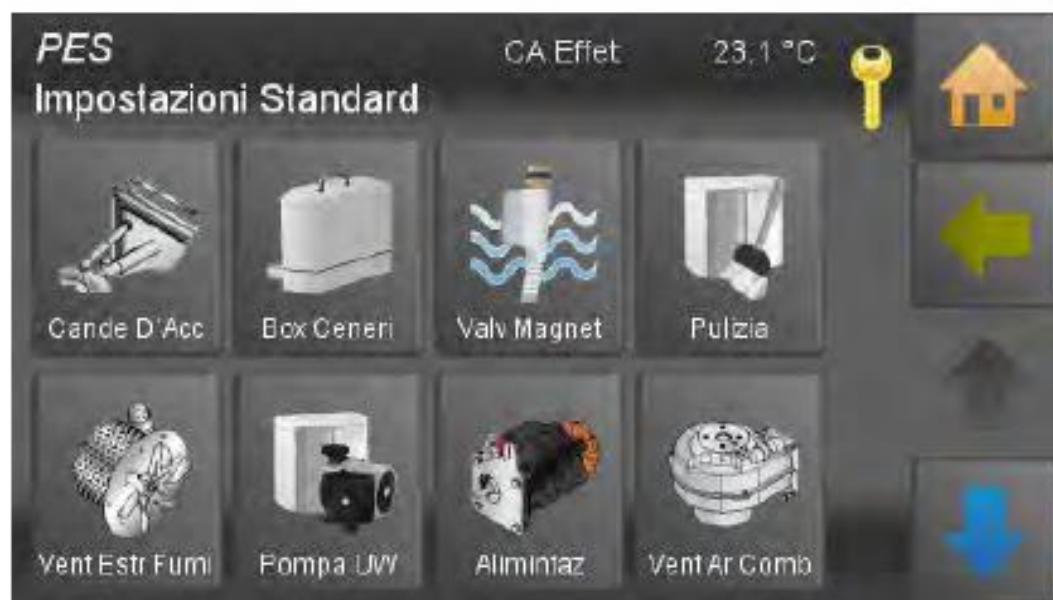 PES CA Effet 23.1 °C
Impostazioni Standard
Cande D'Acc Box Ceneri Valv Magnet Pulizia
Vent Estr Fumi Pompa UW Alimintaz Vent Ar Comb